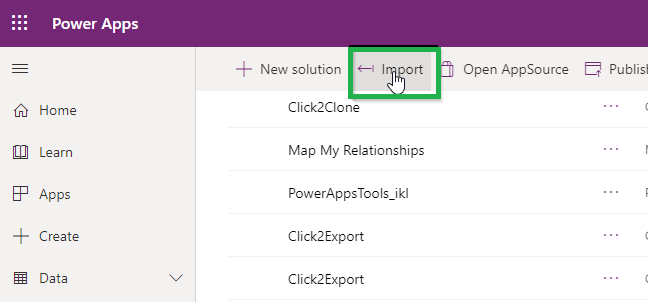 Power Apps
New solution Import Open AppSource Publish
Home
Learn
Apps
Create
Data
Click2Clone
Map My Relationships
PowerAppsTools_ikl
Click2Export
Click2Export